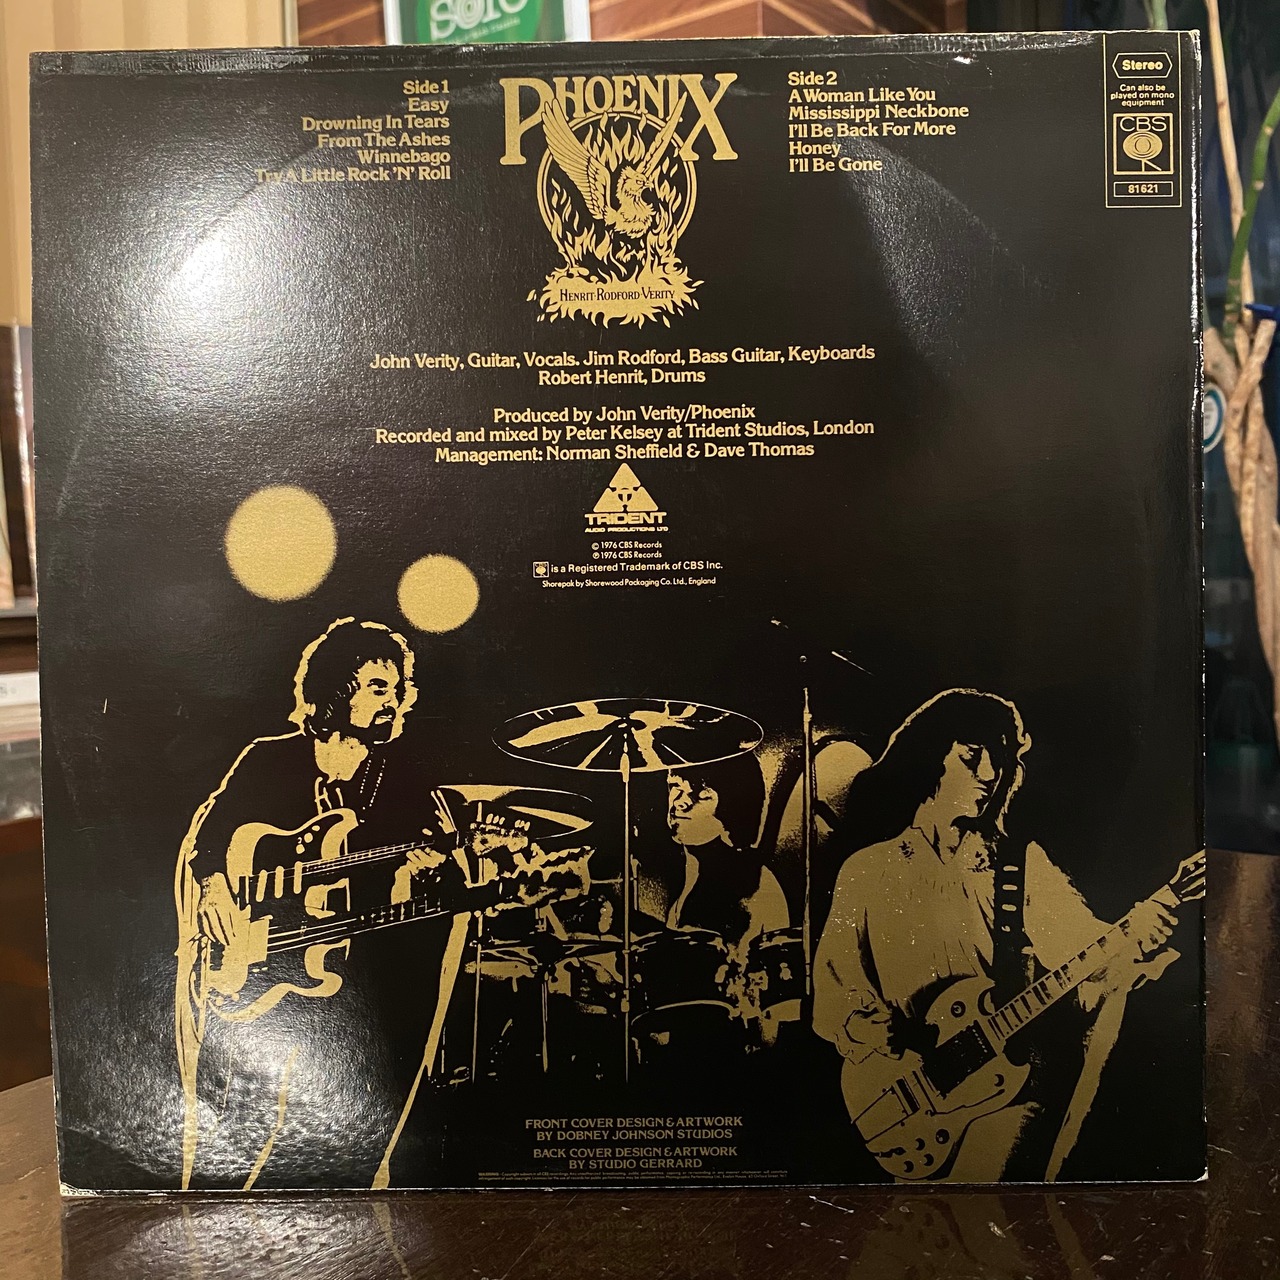 Solo
Side 1
Easy
Drowning In Tears
From The Ashes
Winnebago
Try A Little Rock 'N' Roll
PHOENIX
HENRIT·RODFORD·VERITY
Side 2
A Woman Like You
Mississippi Neckbone
I'll Be Back For More
Honey
I'll Be Gone
Stereo
Can also be
played on mono
equipment
CBS
81621
John Verity, Guitar, Vocals. Jim Rodford, Bass Guitar, Keyboards
Robert Henrit, Drums
Produced by John Verity/Phoenix
Recorded and mixed by Peter Kelsey at Trident Studios, London
Management: Norman Sheffield & Dave Thomas
TRIDENT
AUDIO PRODUCTIONS LTD
© 1976 CBS Records
℗ 1976 CBS Records
is a Registered Trademark of CBS Inc.
Shorepak by Shorewood Packaging Co. Ltd., England
FRONT COVER DESIGN & ARTWORK
BY DOBNEY JOHNSON STUDIOS
BACK COVER DESIGN & ARTWORK
BY STUDIO GERRARD